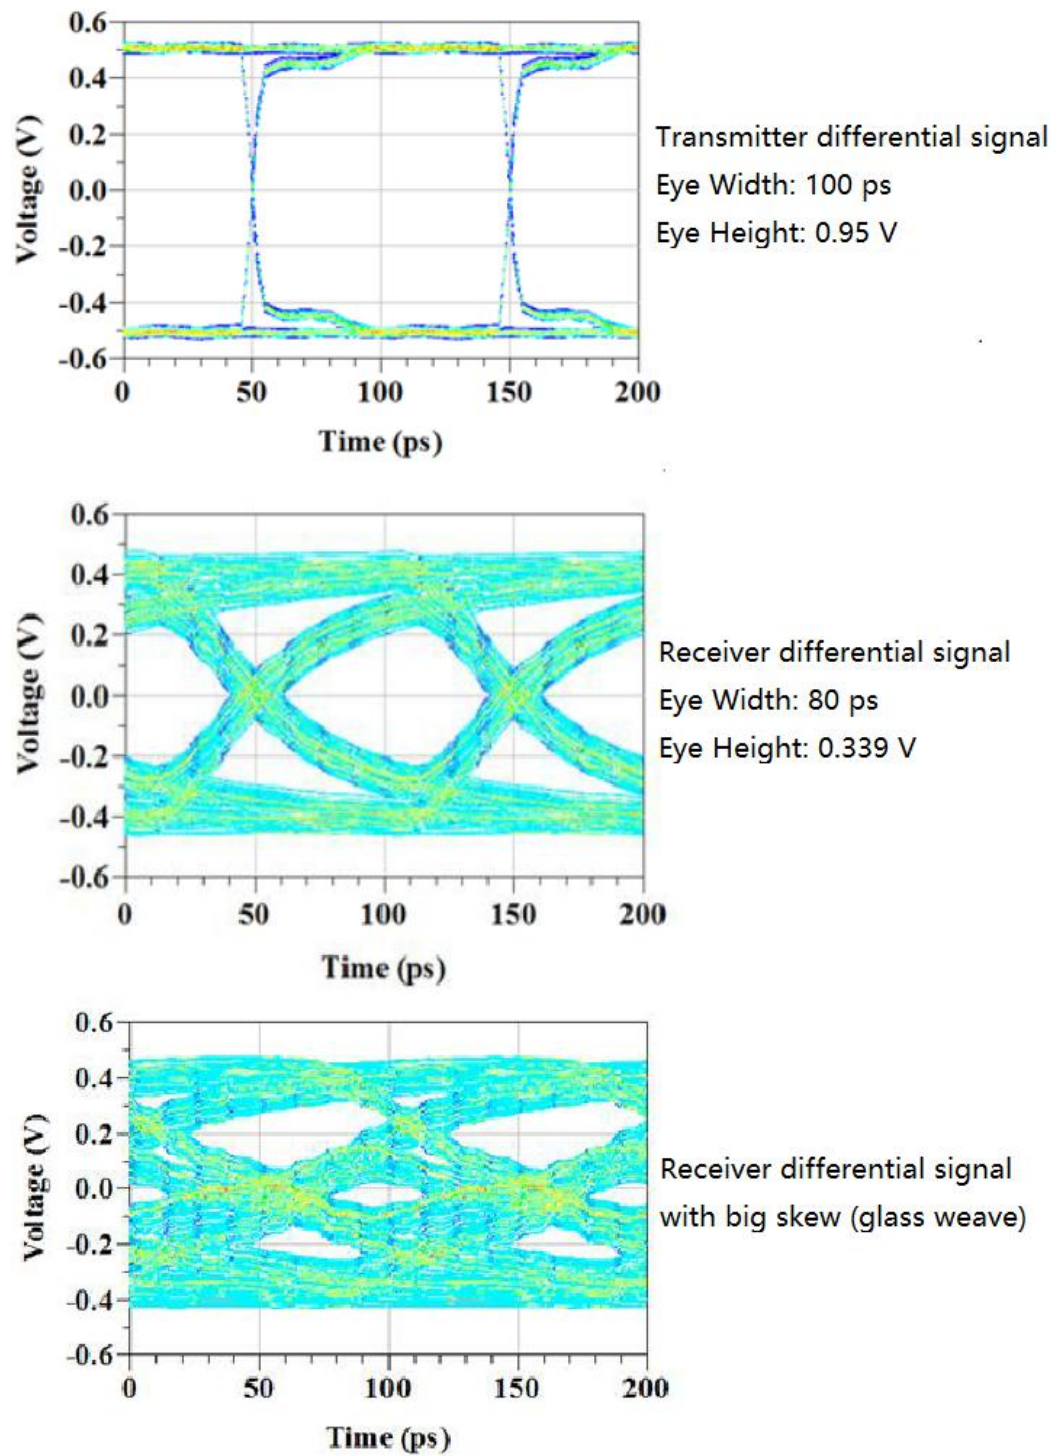 0.6
0.4
0.2
0.0
-0.2
-0.4
-0.6
Voltage (V)
0 50 100 150 200
Time (ps)
Transmitter differential signal
Eye Width: 100 ps
Eye Height: 0.95 V
0.6
0.4
0.2
0.0
-0.2
-0.4
-0.6
Voltage (V)
0 50 100 150 200
Time (ps)
Receiver differential signal
Eye Width: 80 ps
Eye Height: 0.339 V
0.6
0.4
0.2
0.0
-0.2
-0.4
-0.6
Voltage (V)
0 50 100 150 200
Time (ps)
Receiver differential signal
with big skew (glass weave)